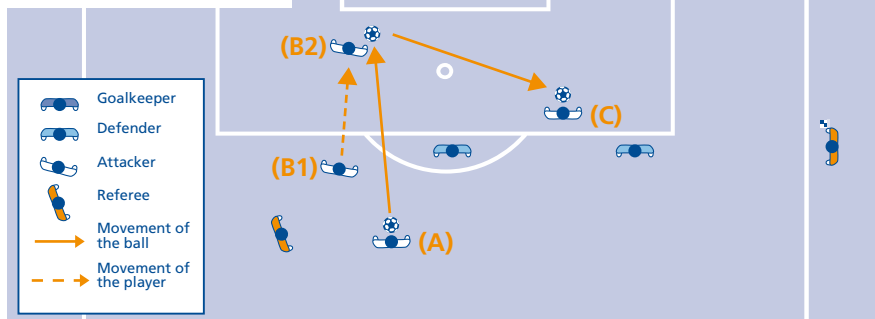 (B2)
(C)
(B1)
(A)
Goalkeeper
Defender
Attacker
Referee
Movement of
the ball
Movement of
the player